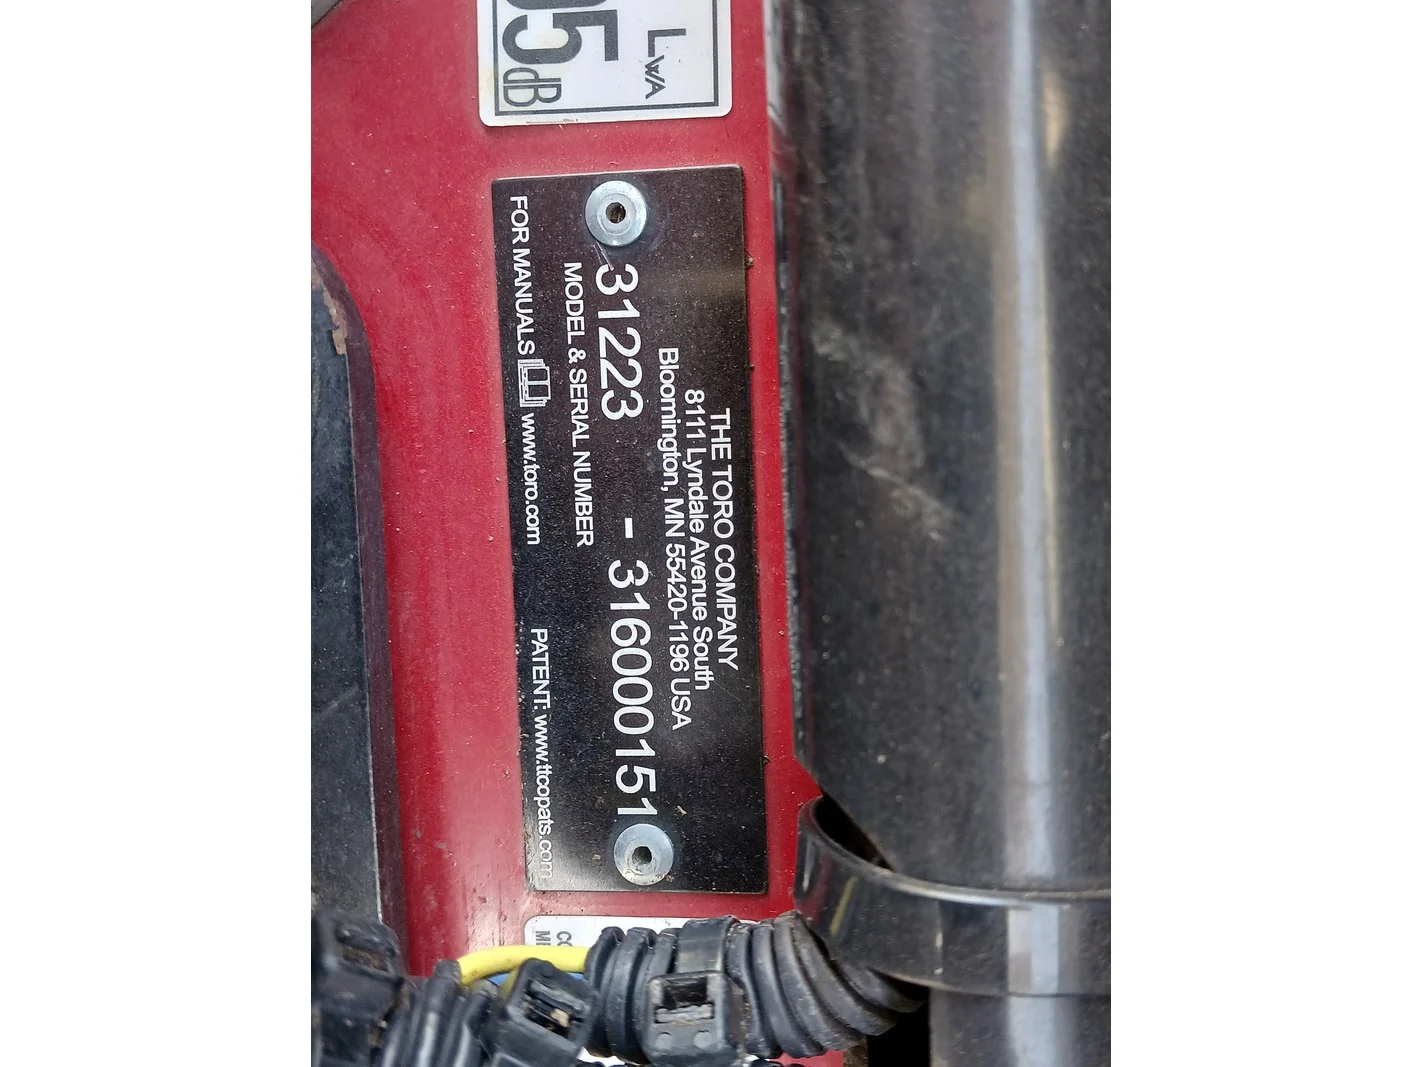 05 dB
LWA
THE TORO COMPANY
8111 Lyndale Avenue South
Bloomington, MN 55420-1196 USA
31223 - 316000151
MODEL & SERIAL NUMBER
FOR MANUALS www.toro.com PATENT: www.ttcopats.com